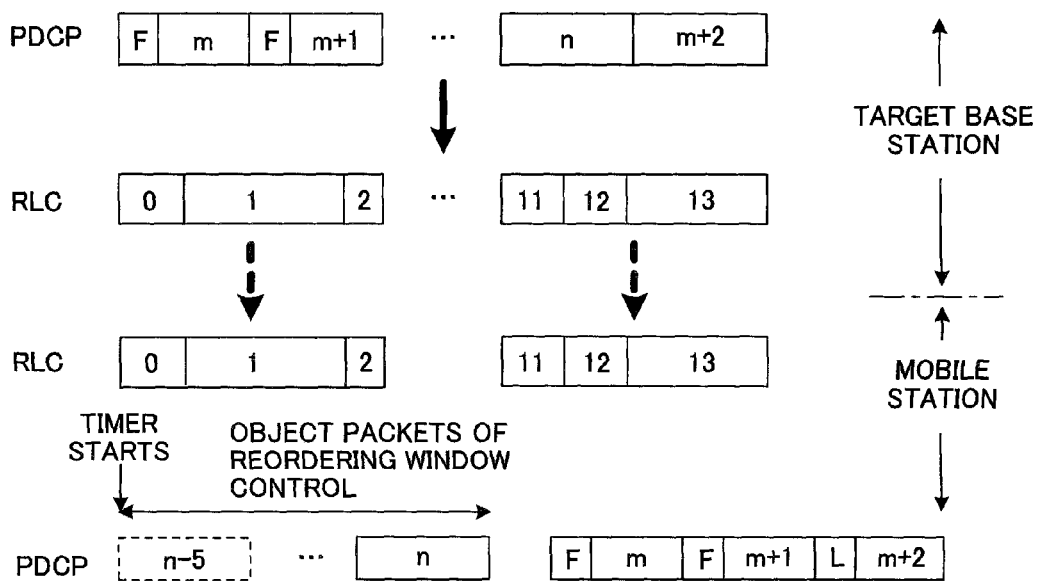 PDCP F m F m+1 ... n m+2
TARGET BASE
STATION
RLC 0 1 2 ... 11 12 13
RLC 0 1 2 11 12 13
MOBILE
STATION
TIMER
STARTS
OBJECT PACKETS OF
REORDERING WINDOW
CONTROL
PDCP n-5 ... n F m F m+1 L m+2